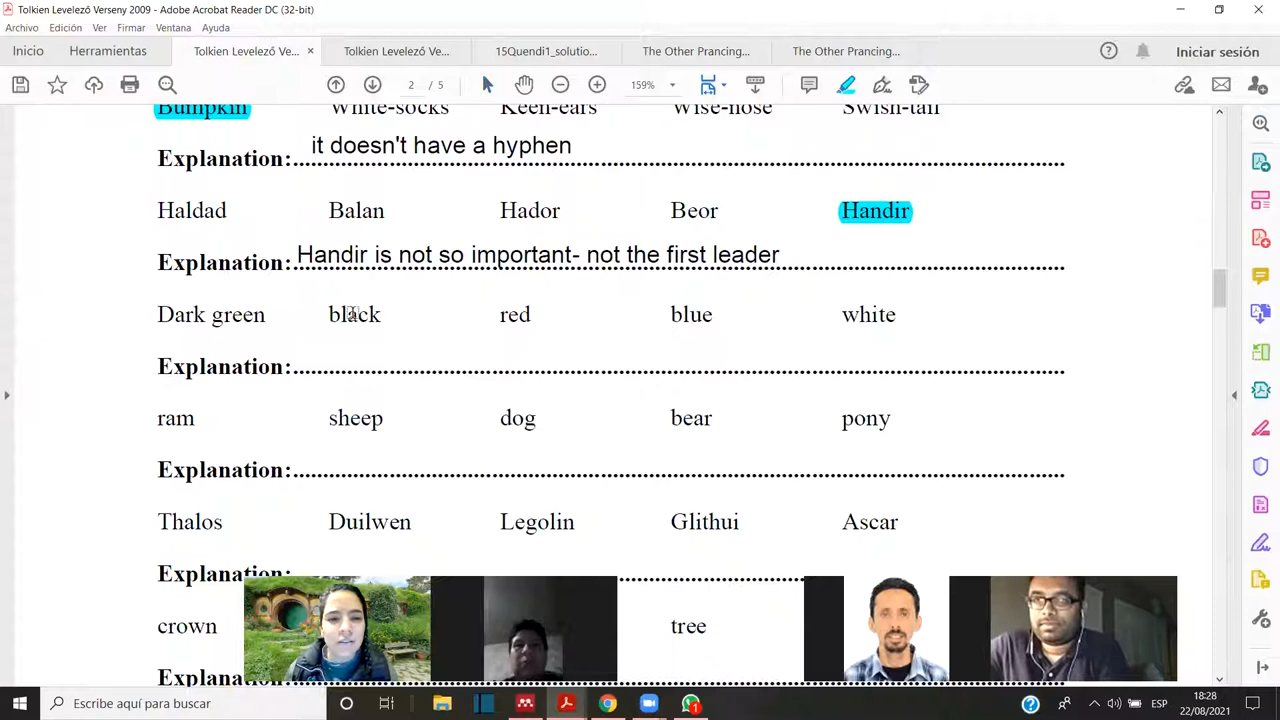 Tolkien Levelező Verseny 2009 - Adobe Acrobat Reader DC (32-bit)
Archivo Edición Ver Firmar Ventana Ayuda
Inicio Herramientas Tolkien Levelező Ve... × Tolkien Levelező Ve... 15Quendi1_solutio... The Other Prancing... The Other Prancing... Iniciar sesión
2 / 5 159%
Bumpkin White-socks Keen-ears Wise-nose Swish-tail
it doesn't have a hyphen
Explanation:
Haldad Balan Hador Beor Handir
Handir is not so important- not the first leader
Explanation:
Dark green black red blue white
Explanation:
ram sheep dog bear pony
Explanation:
Thalos Duilwen Legolin Glithui Ascar
Explanation:
crown tree
Explanation:
Escribe aquí para buscar
1
ESP
18:28
22/08/2021